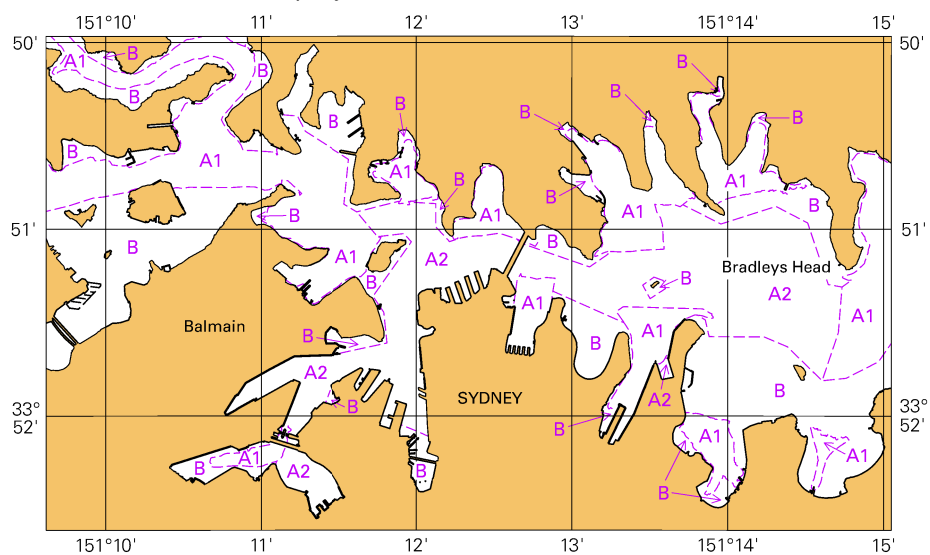 151°10' 11' 12' 13' 151°14' 15'
50' 50'
A1 B B
B
B
B B B B
B
B A1 A1 A1
B B B
B A1 A1
51' 51'
B A1 A2 B
B B Bradleys Head
A1 A2
Balmain B A1 A1
B
A2 B
SYDNEY A2
B
33° 33°
52' 52'
B
A1 A1
B A1 A2 B
B
151°10' 11' 12' 13' 151°14' 15'